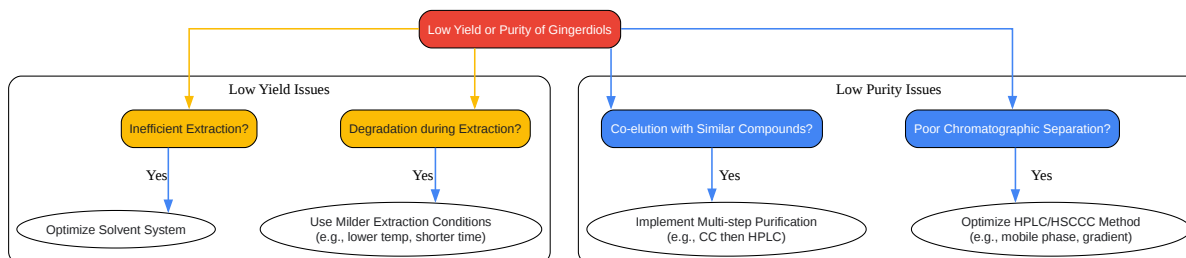 Low Yield or Purity of Gingerdiols
Low Yield Issues
Low Purity Issues
Inefficient Extraction?
Degradation during Extraction?
Co-elution with Similar Compounds?
Poor Chromatographic Separation?
Yes
Yes
Yes
Yes
Optimize Solvent System
Use Milder Extraction Conditions
(e.g., lower temp, shorter time)
Implement Multi-step Purification
(e.g., CC then HPLC)
Optimize HPLC/HSCCC Method
(e.g., mobile phase, gradient)